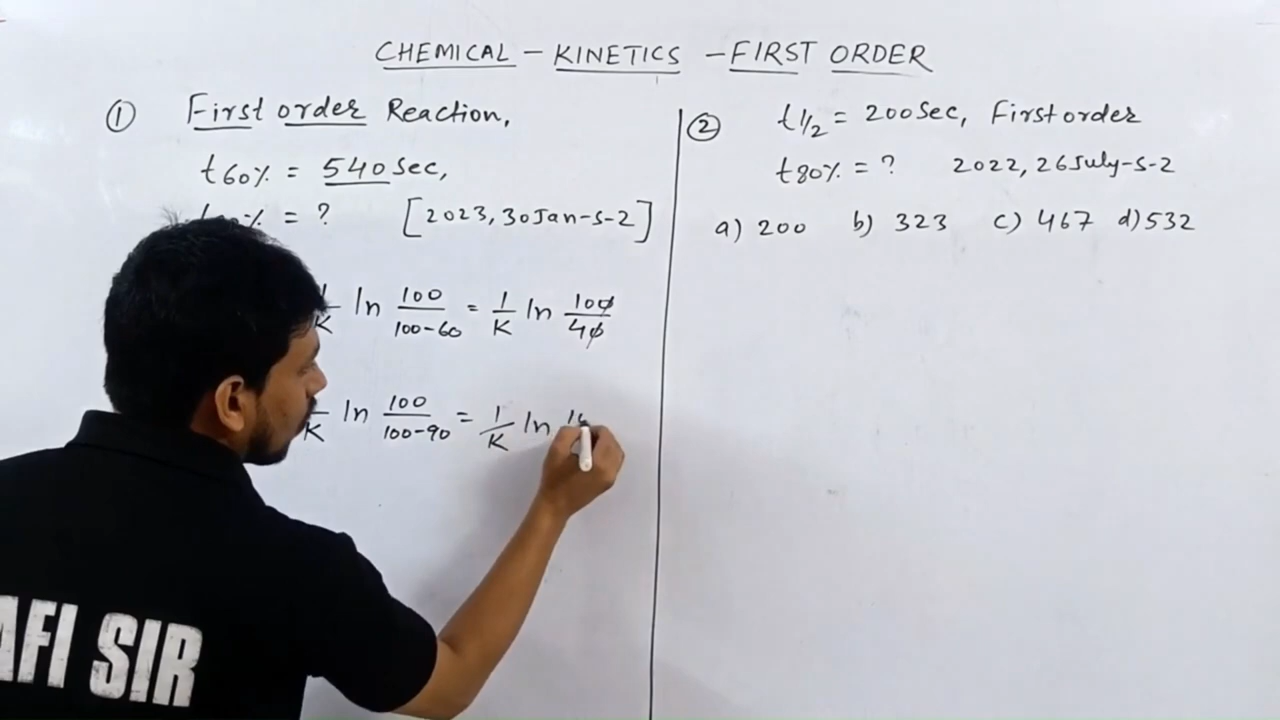 CHEMICAL - KINETICS - FIRST ORDER
① First order Reaction,
t60% = 540 sec,
% = ? [2023, 30 Jan-S-2]
1/K ln 100/100-60 = 1/K ln 100/40
K ln 100/100-90 = 1/K ln
② t1/2 = 200 Sec, First order
t80% = ? 2022, 26 July-S-2
a) 200 b) 323 c) 467 d) 532
AFI SIR